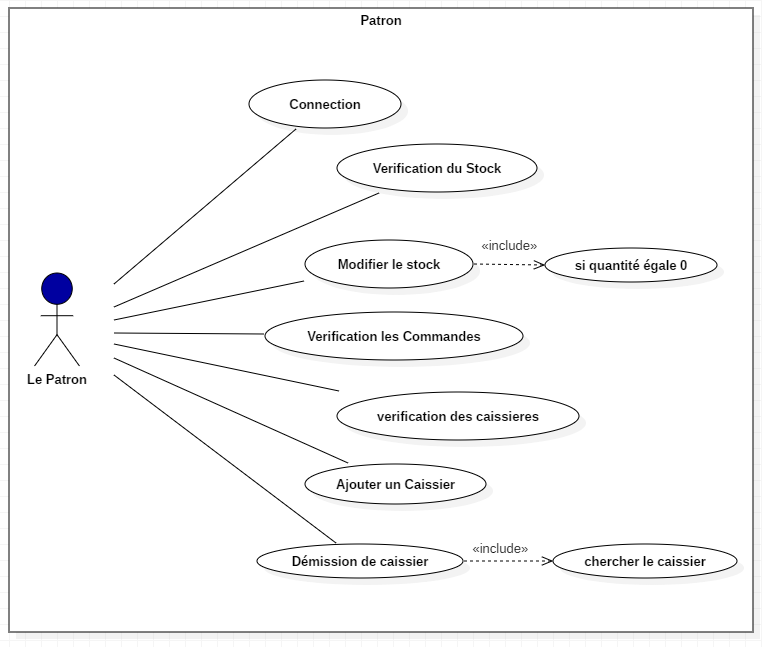 Patron
Connection
Verification du Stock
«include»
Modifier le stock
si quantité égale 0
Verification les Commandes
Le Patron
verification des caissieres
Ajouter un Caissier
«include»
Démission de caissier
chercher le caissier